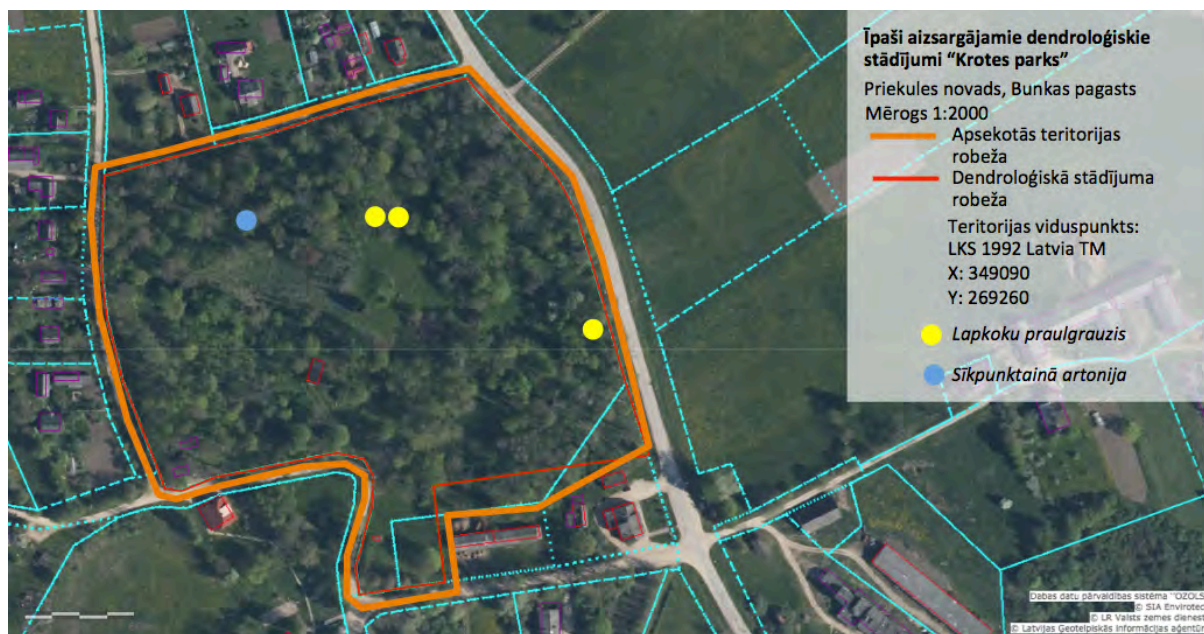 Īpaši aizsargājamie dendroloģiskie
stādījumi “Krotes parks”
Priekules novads, Bunkas pagasts
Mērogs 1:2000
Apsekotās teritorijas
robeža
Dendroloģiskā stādījuma
robeža
Teritorijas viduspunkts:
LKS 1992 Latvia TM
X: 349090
Y: 269260
Lapkoku praulgrauzis
Sīkpunktainā artonija
Dabas datu pārvaldības sistēma "OZOLS
© SIA Envirotec
© LR Valsts zemes dienes
© Latvijas Ģeotelpiskās informācijas aģentūr